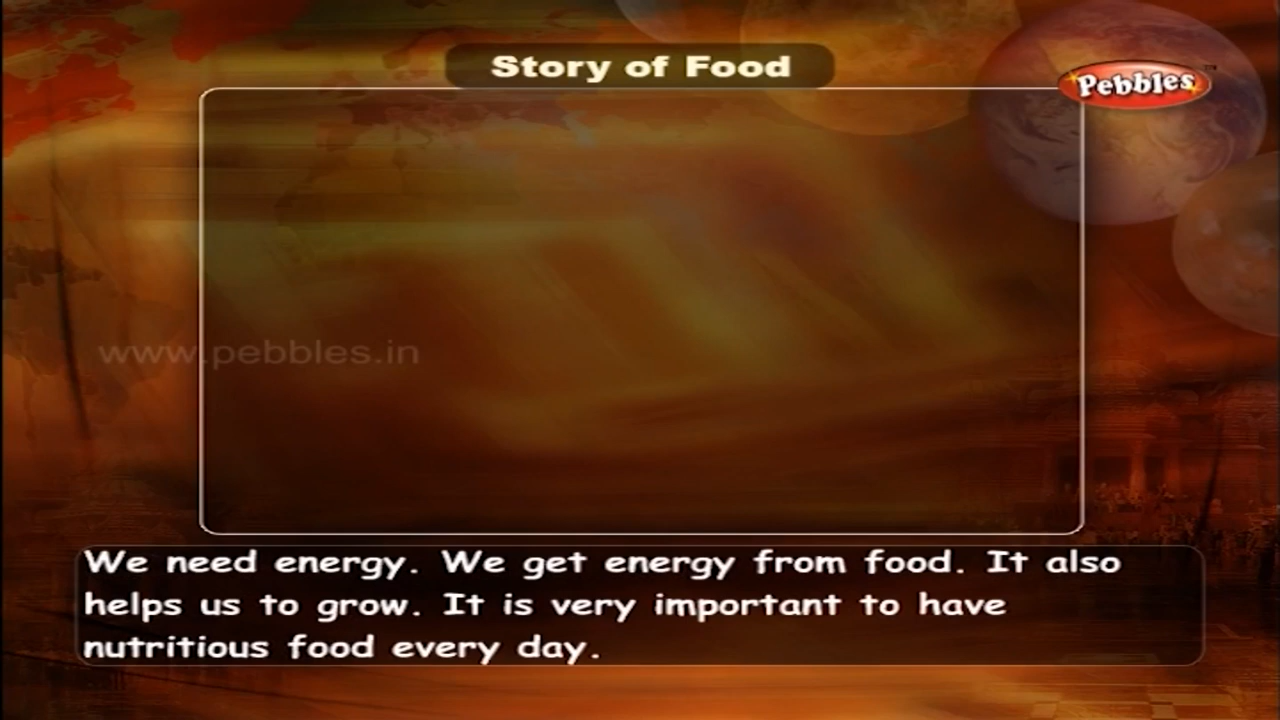 Story of Food
Pebbles™
www.pebbles.in
We need energy. We get energy from food. It also
helps us to grow. It is very important to have
nutritious food every day.